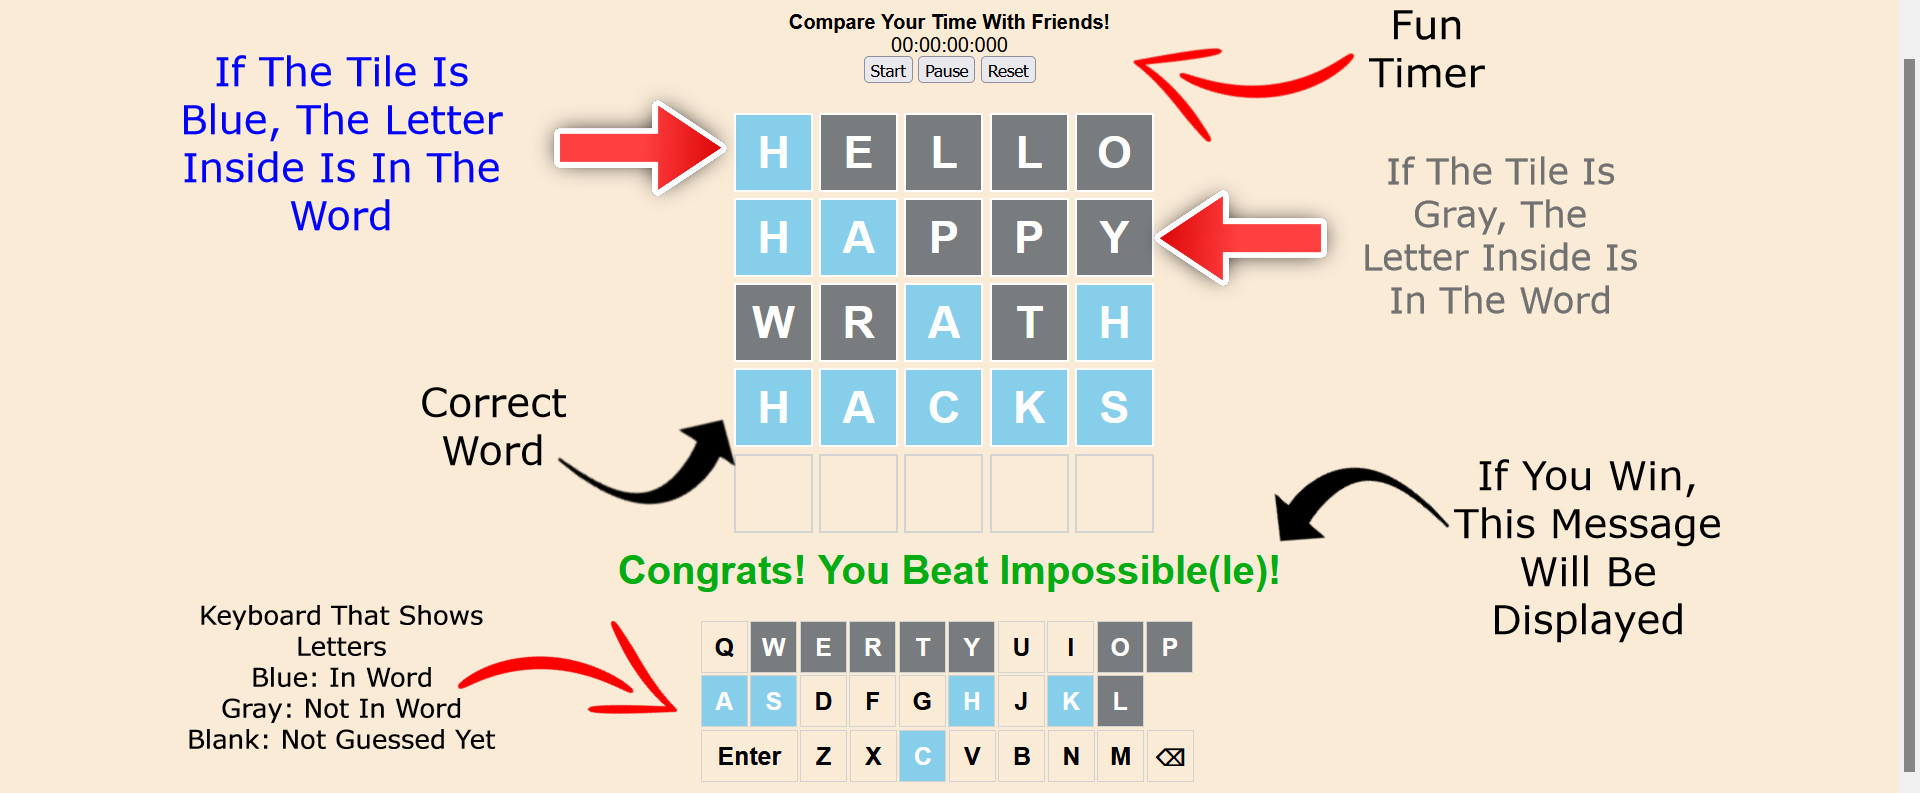 Compare Your Time With Friends!
00:00:00:000
Start Pause Reset
Fun
Timer
If The Tile Is
Blue, The Letter
Inside Is In The
Word
H E L L O
H A P P Y
W R A T H
H A C K S
If The Tile Is
Gray, The
Letter Inside Is
In The Word
Correct
Word
If You Win,
This Message
Will Be
Displayed
Congrats! You Beat Impossible(le)!
Keyboard That Shows
Letters
Blue: In Word
Gray: Not In Word
Blank: Not Guessed Yet
Q W E R T Y U I O P
A S D F G H J K L
Enter Z X C V B N M ⌫